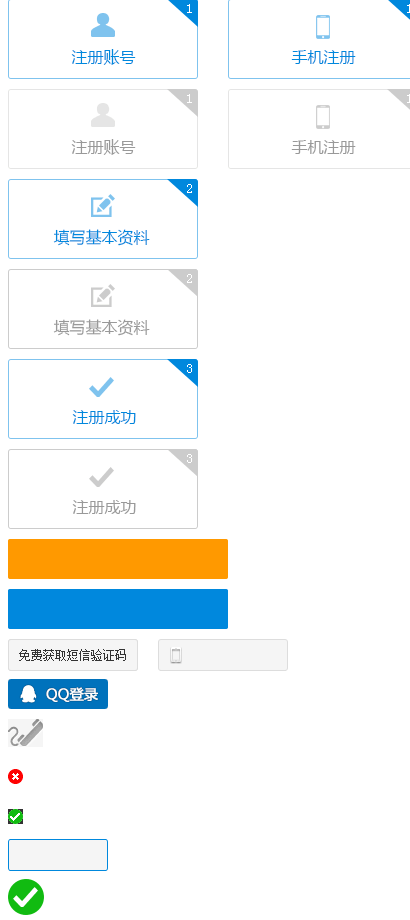 1
注册账号
1
手机注册
1
注册账号
1
手机注册
2
填写基本资料
2
填写基本资料
3
注册成功
3
注册成功
免费获取短信验证码
QQ登录